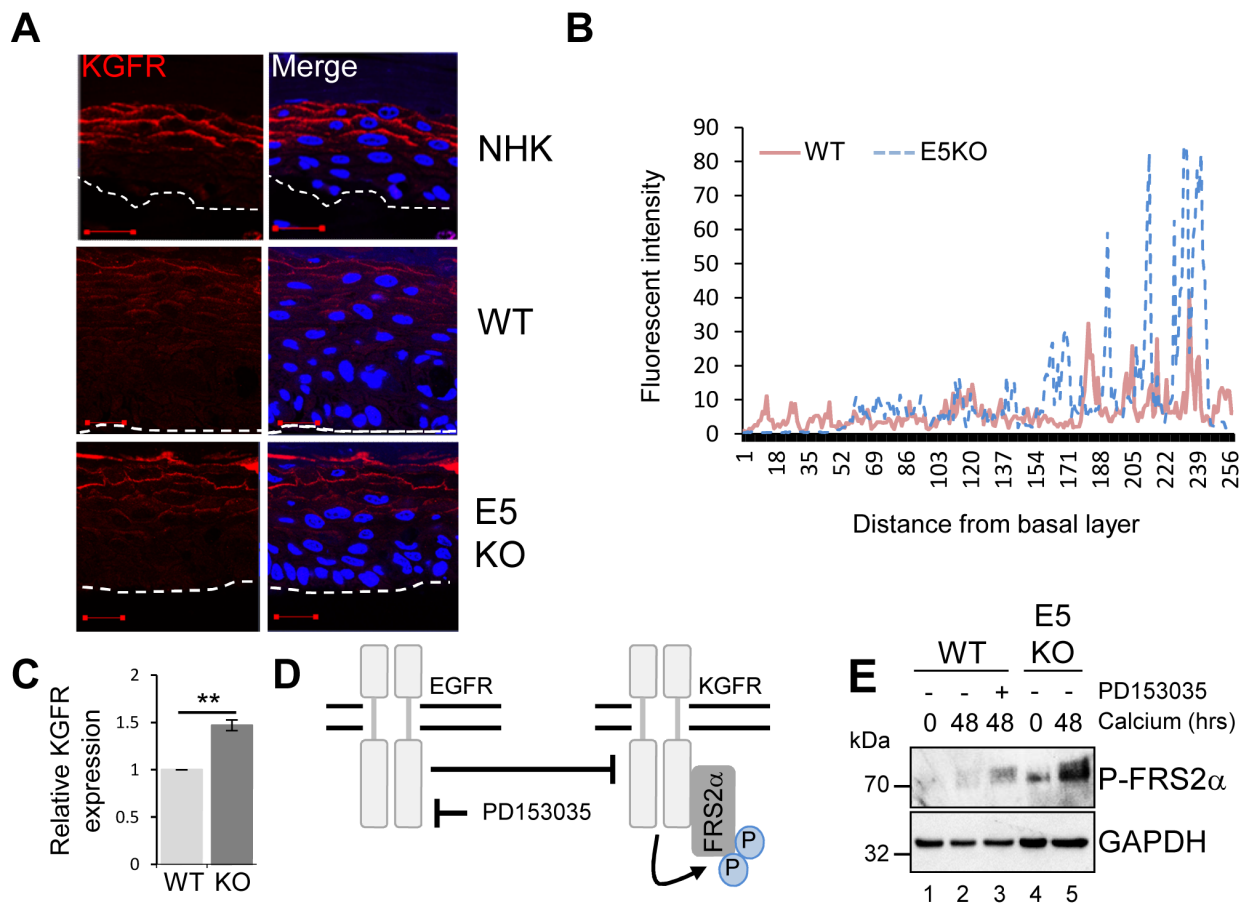 A
KGFR
Merge
NHK
WT
E5
KO
B
90
80
70
60
50
40
30
20
10
0
WT
E5KO
Fluorescent intensity
1
18
35
52
69
86
103
120
137
154
171
188
205
222
239
256
Distance from basal layer
C
Relative KGFR
expression
2
1.5
1
0.5
0
**
WT KO
D
EGFR
KGFR
PD153035
FRS2α
P
P
E
WT
E5
KO
- - + - - PD153035
0 48 48 0 48 Calcium (hrs)
kDa
70
P-FRS2α
32
GAPDH
1 2 3 4 5